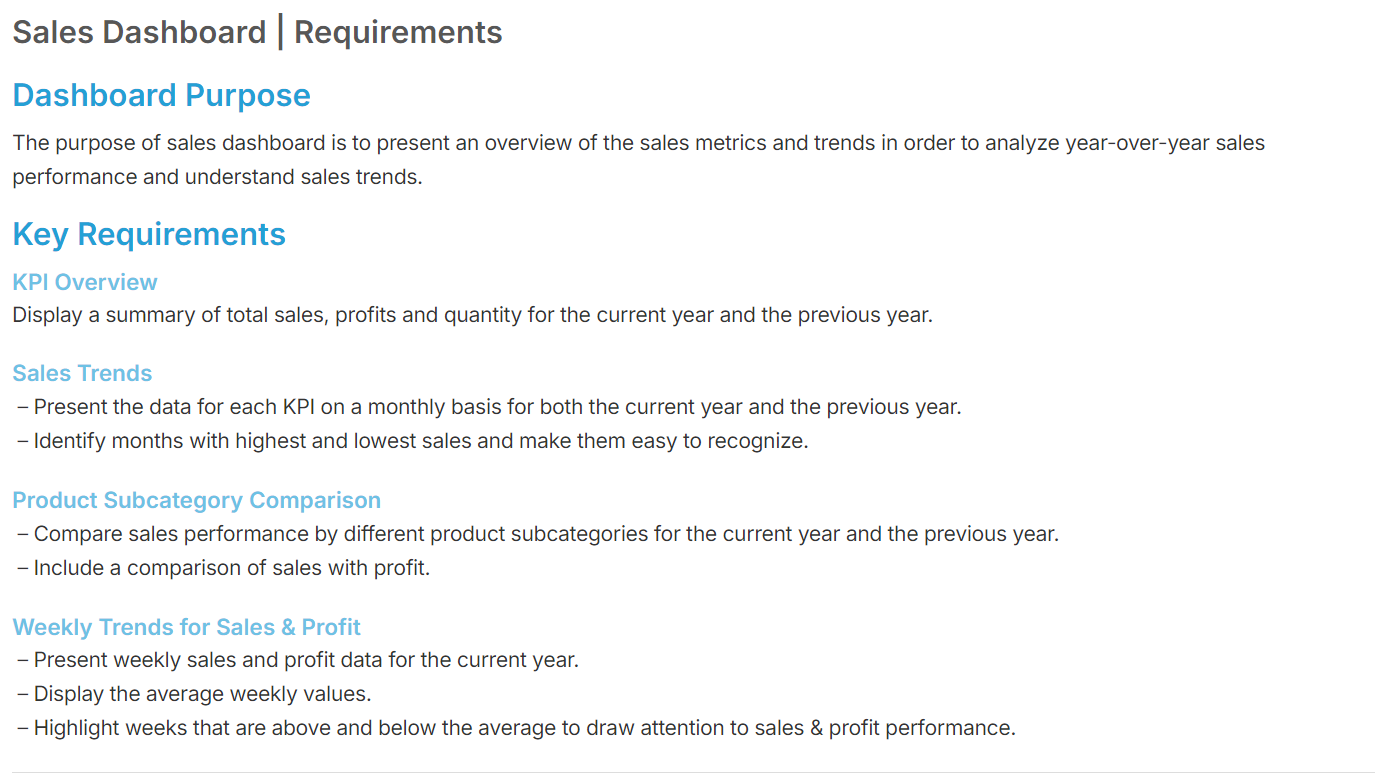 Sales Dashboard | Requirements
Dashboard Purpose
The purpose of sales dashboard is to present an overview of the sales metrics and trends in order to analyze year-over-year sales
performance and understand sales trends.
Key Requirements
KPI Overview
Display a summary of total sales, profits and quantity for the current year and the previous year.
Sales Trends
– Present the data for each KPI on a monthly basis for both the current year and the previous year.
– Identify months with highest and lowest sales and make them easy to recognize.
Product Subcategory Comparison
– Compare sales performance by different product subcategories for the current year and the previous year.
– Include a comparison of sales with profit.
Weekly Trends for Sales & Profit
– Present weekly sales and profit data for the current year.
– Display the average weekly values.
– Highlight weeks that are above and below the average to draw attention to sales & profit performance.